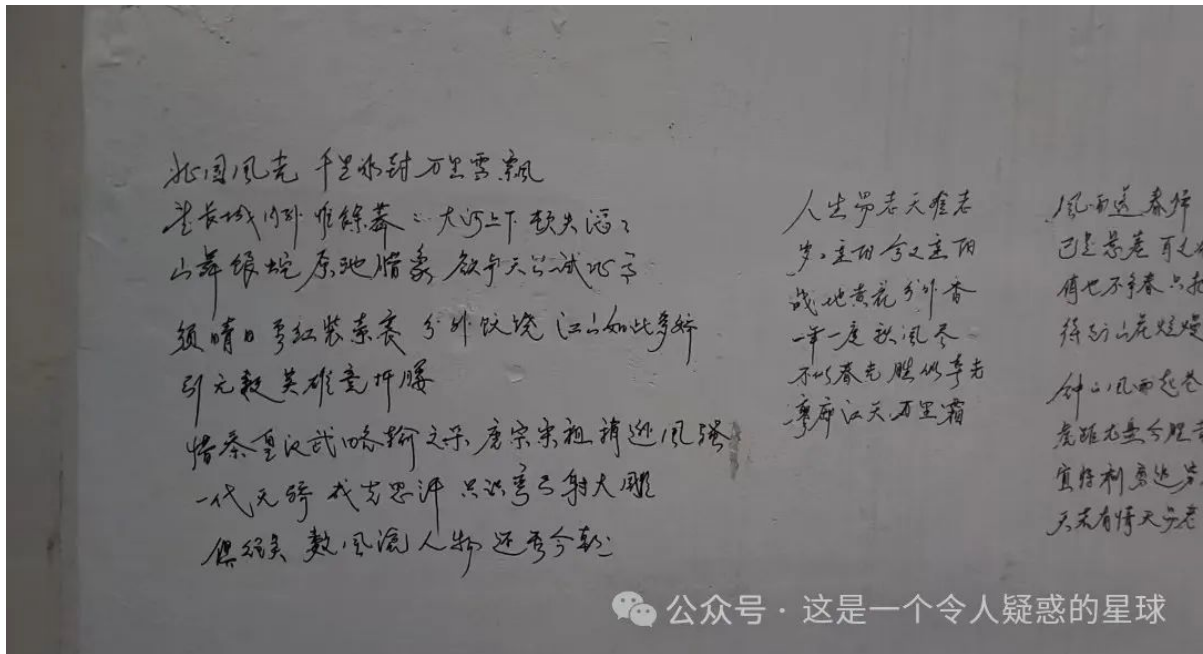 北国风光 千里冰封 万里雪飘
望长城内外 惟馀莽〻 大河上下 顿失滔〻
山舞银蛇 原驰腊象 欲与天公试比高
须晴日 看红装素裹 分外妖娆 江山如此多娇
引无数英雄竞折腰
惜秦皇汉武 略输文采 唐宗宋祖 稍逊风骚
一代天骄 成吉思汗 只识弯弓射大雕
俱往矣 数风流人物 还看今朝
人生易老天难老
岁〻重阳今又重阳
战地黄花分外香
一年一度秋风冬
不似春光胜似春光
寥廓江天万里霜
风雨送春归
已是悬崖百丈
俏也不争春 只把
待到山花烂熳
钟山风雨起苍
虎踞龙盘今胜
宜将剩勇追穷
天若有情天亦老
公众号 · 这是一个令人疑惑的星球